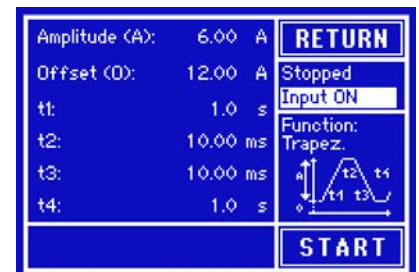 Amplitude (A): 6.00 A
RETURN
Offset (O): 12.00 A
Stopped
t1: 1.0 s
Input ON
t2: 10.00 ms
Function:
Trapez.
t3: 10.00 ms
A t2 t4
t4: 1.0 s
o t1 t3
START